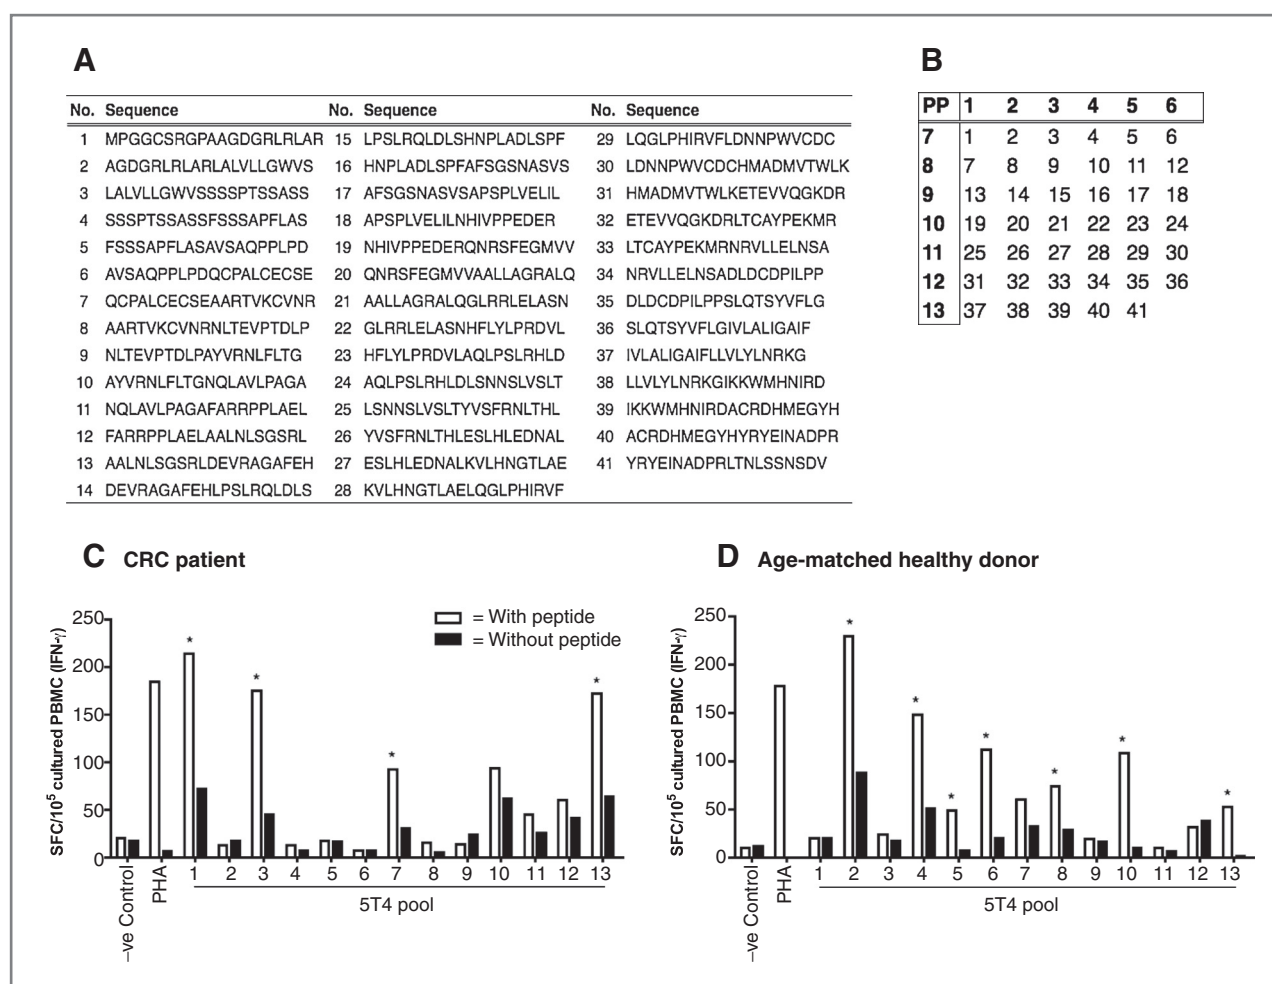 A
No. Sequence No. Sequence No. Sequence
1 MPGGCSRGPAAGDGRLRLAR 15 LPSLRQLDLSHNPLADLSPF 29 LQGLPHIRVFLDNNPWVCDC
2 AGDGRLRLARLALVLLGWVS 16 HNPLADLSPFAFSGSNASVS 30 LDNNPWVCDCHMADMVTWLK
3 LALVLLGWVSSSSPTSSASS 17 AFSGSNASVSAPSPLVELIL 31 HMADMVTWLKETEVVQGKDR
4 SSSPTSSASSFSSSAPFLAS 18 APSPLVELILNHIVPPEDER 32 ETEVVQGKDRLTCAYPEKMR
5 FSSSAPFLASAVSAQPPLPD 19 NHIVPPEDERQNRSFEGMVV 33 LTCAYPEKMRNRVLLELNSA
6 AVSAQPPLPDQCPALCECSE 20 QNRSFEGMVVAALLAGRALQ 34 NRVLLELNSADLDCDPILPP
7 QCPALCECSEAARTVKCVNR 21 AALLAGRALQGLRRLELASN 35 DLDCDPILPPSLQTSYVFLG
8 AARTVKCVNRNLTEVPTDLP 22 GLRRLELASNHFLYLPRDVL 36 SLQTSYVFLGIVLALIGAIF
9 NLTEVPTDLPAYVRNLFLTG 23 HFLYLPRDVLAQLPSLRHLD 37 IVLALIGAIFLLVLYLNRKG
10 AYVRNLFLTGNQLAVLPAGA 24 AQLPSLRHLDLSNNSLVSLT 38 LLVLYLNRKGIKKWMHNIRD
11 NQLAVLPAGAFARRPPLAEL 25 LSNNSLVSLTYVSFRNLTHL 39 IKKWMHNIRDACRDHMEGYH
12 FARRPPLAELAALNLSGSRL 26 YVSFRNLTHLESLHLEDNAL 40 ACRDHMEGYHYRYEINADPR
13 AALNLSGSRLDEVRAGAFEH 27 ESLHLEDNALKVLHNGTLAE 41 YRYEINADPRLTNLSSNSDV
14 DEVRAGAFEHLPSLRQLDLS 28 KVLHNGTLAELQGLPHIRVF
B
PP 1 2 3 4 5 6
7 1 2 3 4 5 6
8 7 8 9 10 11 12
9 13 14 15 16 17 18
10 19 20 21 22 23 24
11 25 26 27 28 29 30
12 31 32 33 34 35 36
13 37 38 39 40 41
C CRC patient
= With peptide
= Without peptide
SFC/10⁵ cultured PBMC (IFN-γ)
250
200
150
100
50
0
* * * *
–ve Control PHA 1 2 3 4 5 6 7 8 9 10 11 12 13
5T4 pool
D Age-matched healthy donor
SFC/10⁵ cultured PBMC (IFN-γ)
250
200
150
100
50
0
* * * * * * *
–ve Control PHA 1 2 3 4 5 6 7 8 9 10 11 12 13
5T4 pool